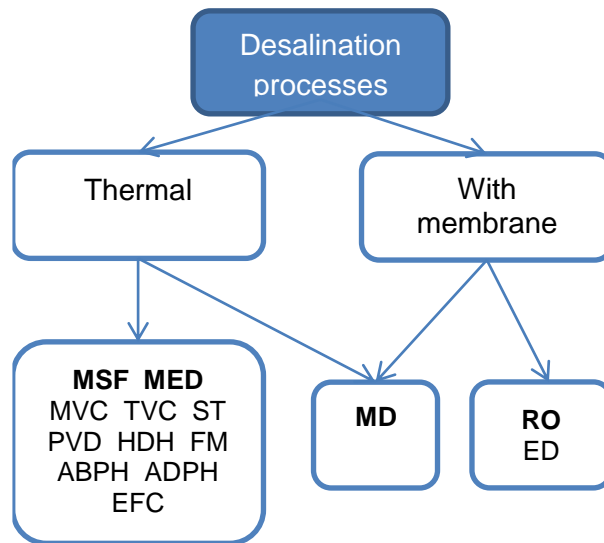 Desalination
processes
Thermal
With
membrane
MSF MED
MVC TVC ST
PVD HDH FM
ABPH ADPH
EFC
MD
RO
ED